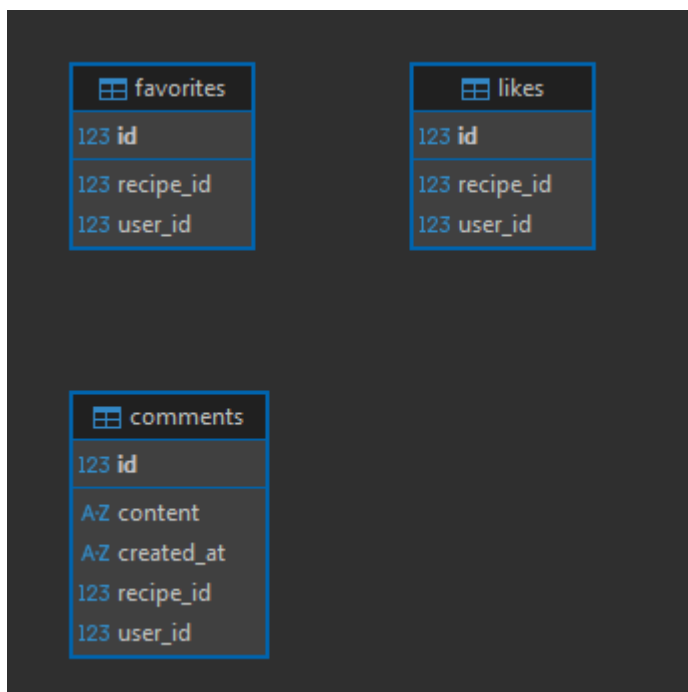 favorites
123 id
123 recipe_id
123 user_id
likes
123 id
123 recipe_id
123 user_id
comments
123 id
A-Z content
A-Z created_at
123 recipe_id
123 user_id